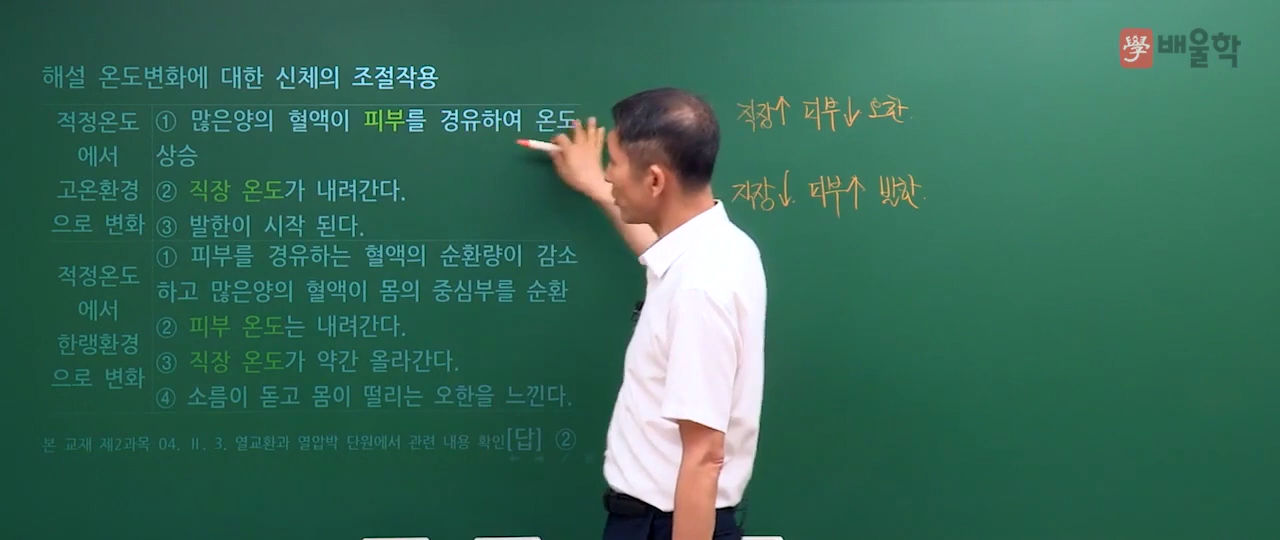 學 배울학
해설 온도변화에 대한 신체의 조절작용
적정온도
에서
고온환경
으로 변화
① 많은양의 혈액이 피부를 경유하여 온도
상승
② 직장 온도가 내려간다.
③ 발한이 시작 된다.
적정온도
에서
한랭환경
으로 변화
① 피부를 경유하는 혈액의 순환량이 감소
하고 많은양의 혈액이 몸의 중심부를 순환
② 피부 온도는 내려간다.
③ 직장 온도가 약간 올라간다.
④ 소름이 돋고 몸이 떨리는 오한을 느낀다.
본 교재 제2과목 04. Ⅱ. 3. 열교환과 열압박 단원에서 관련 내용 확인[답] ②
직장↑ 피부↓ 오한.
직장↓. 피부↑ 발한.